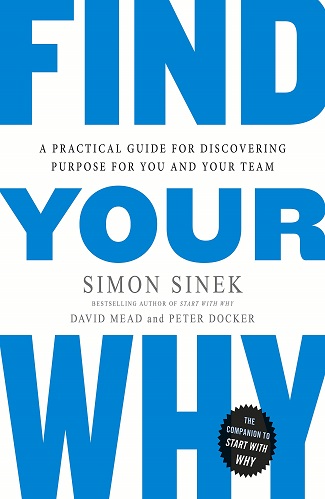 FIND
A PRACTICAL GUIDE FOR DISCOVERING
PURPOSE FOR YOU AND YOUR TEAM
YOUR
SIMON SINEK
BESTSELLING AUTHOR OF START WITH WHY
DAVID MEAD and PETER DOCKER
WHY
THE
COMPANION TO
START WITH
WHY